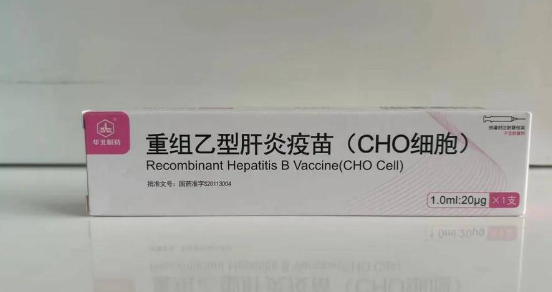 华北制药
重组乙型肝炎疫苗（CHO细胞）
Recombinant Hepatitis B Vaccine(CHO Cell)
批准文号：国药准字S20113004
1.0ml:20μg ×1支